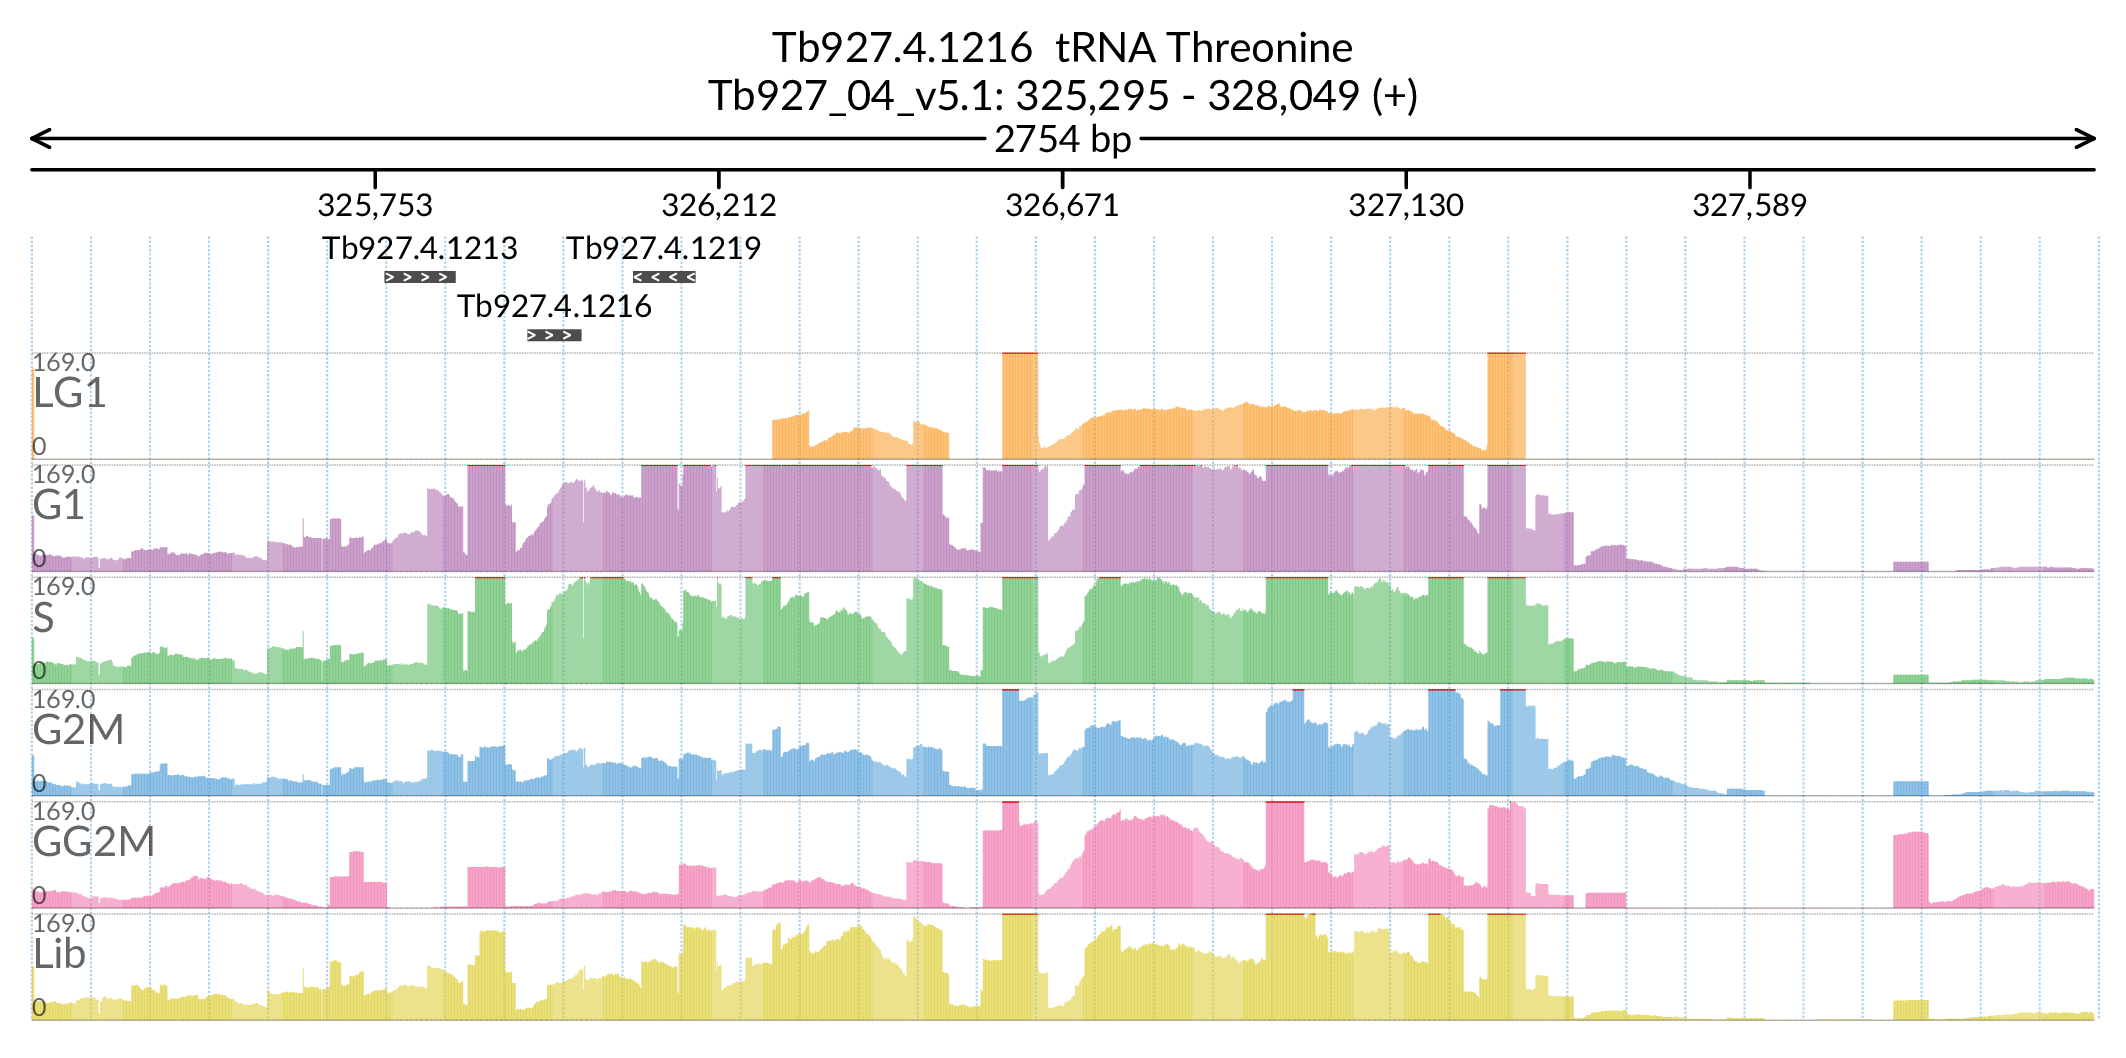 Tb927.4.1216 tRNA Threonine
Tb927_04_v5.1: 325,295 - 328,049 (+)
2754 bp
325,753 326,212 326,671 327,130 327,589
Tb927.4.1213 Tb927.4.1219
Tb927.4.1216
169.0
LG1
0
169.0
G1
0
169.0
S
0
169.0
G2M
0
169.0
GG2M
0
169.0
Lib
0